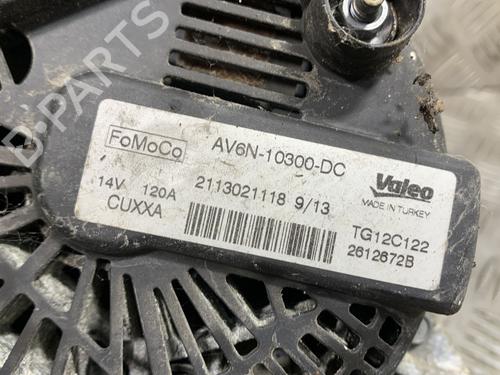 B-PARTS
FoMoCo
AV6N-10300-DC
Valeo
MADE IN TURKEY
14V 120A
2113021118 9/13
CUXXA
TG12C122
2612672B